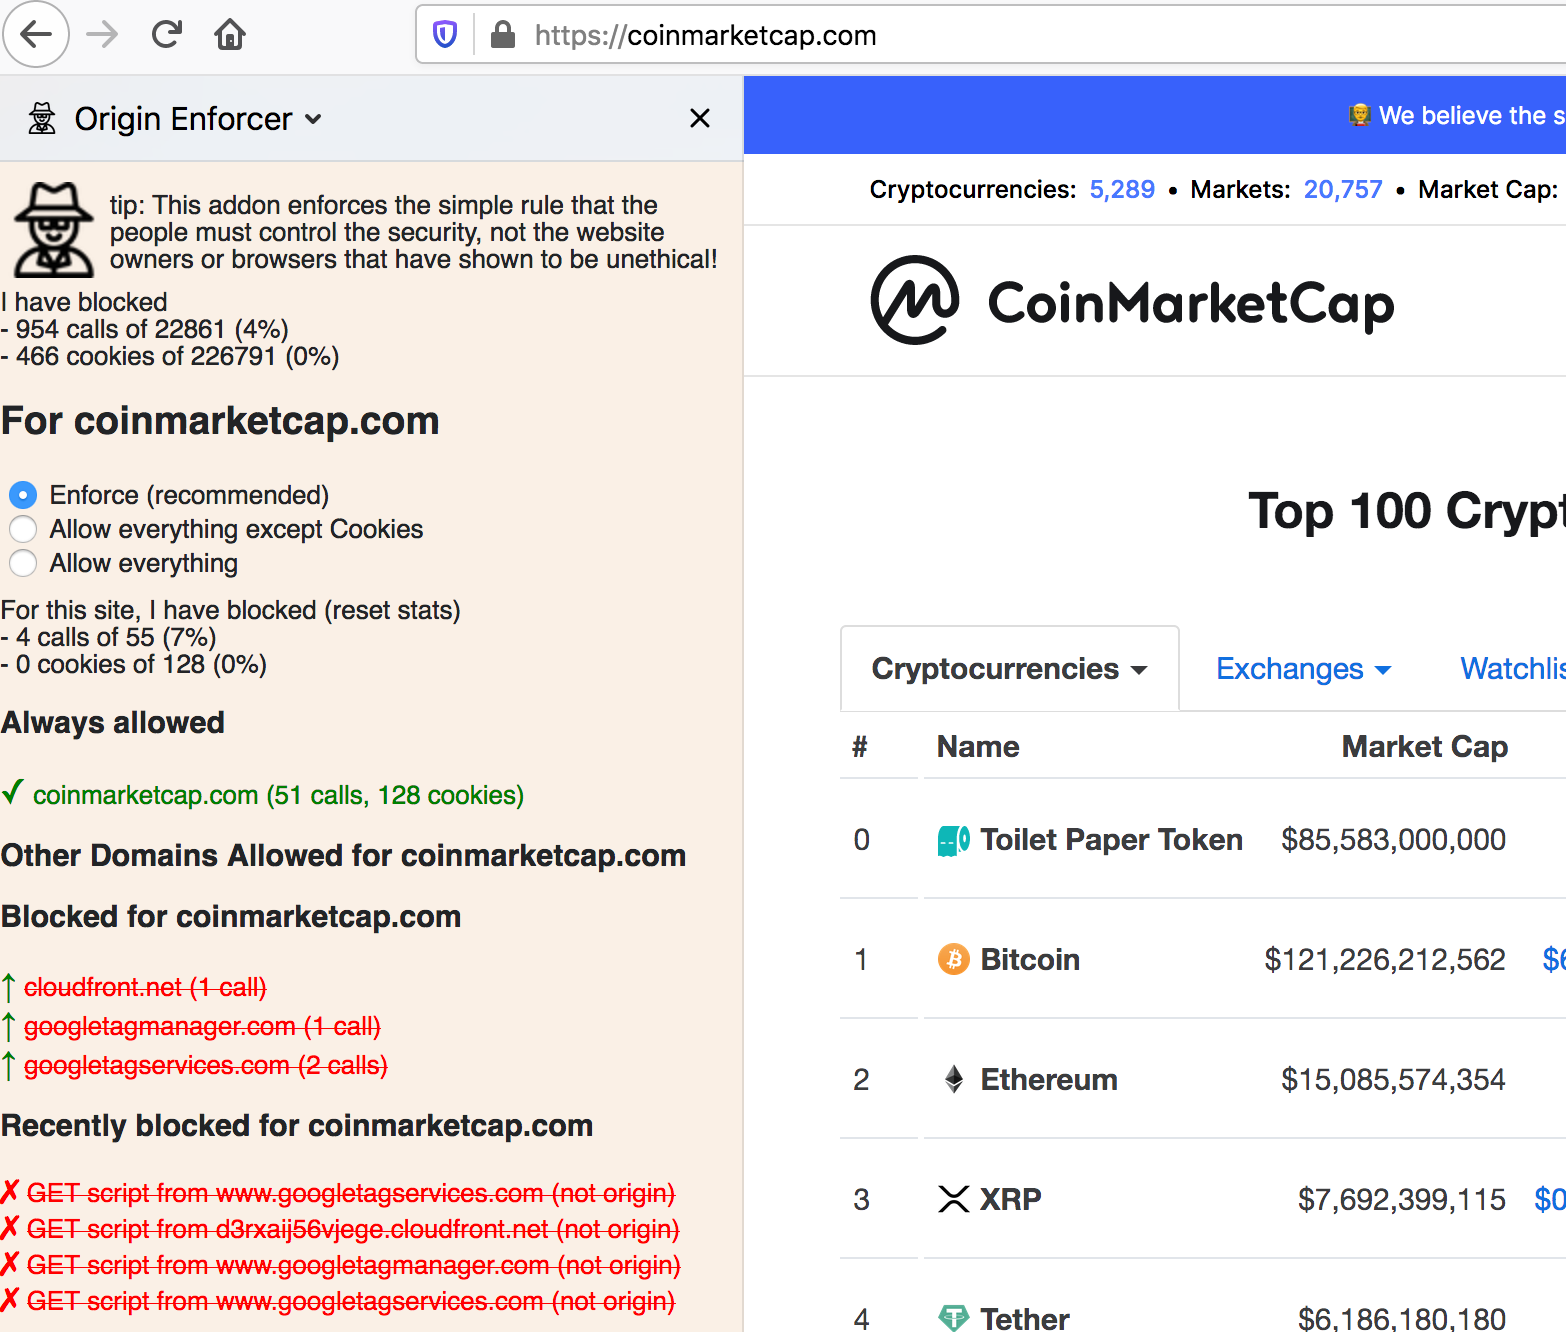 https://coinmarketcap.com
Origin Enforcer
We believe the s
tip: This addon enforces the simple rule that the
people must control the security, not the website
owners or browsers that have shown to be unethical!
I have blocked
- 954 calls of 22861 (4%)
- 466 cookies of 226791 (0%)
For coinmarketcap.com
Enforce (recommended)
Allow everything except Cookies
Allow everything
For this site, I have blocked (reset stats)
- 4 calls of 55 (7%)
- 0 cookies of 128 (0%)
Always allowed
✓ coinmarketcap.com (51 calls, 128 cookies)
Other Domains Allowed for coinmarketcap.com
Blocked for coinmarketcap.com
↑ cloudfront.net (1 call)
↑ googletagmanager.com (1 call)
↑ googletagservices.com (2 calls)
Recently blocked for coinmarketcap.com
✗ GET script from www.googletagservices.com (not origin)
✗ GET script from d3rxaij56vjege.cloudfront.net (not origin)
✗ GET script from www.googletagmanager.com (not origin)
✗ GET script from www.googletagservices.com (not origin)
Cryptocurrencies: 5,289 • Markets: 20,757 • Market Cap:
CoinMarketCap
Top 100 Crypt
Cryptocurrencies Exchanges Watchlis
# Name Market Cap
0 Toilet Paper Token $85,583,000,000
1 Bitcoin $121,226,212,562 $6
2 Ethereum $15,085,574,354
3 XRP $7,692,399,115 $0
4 Tether $6,186,180,180